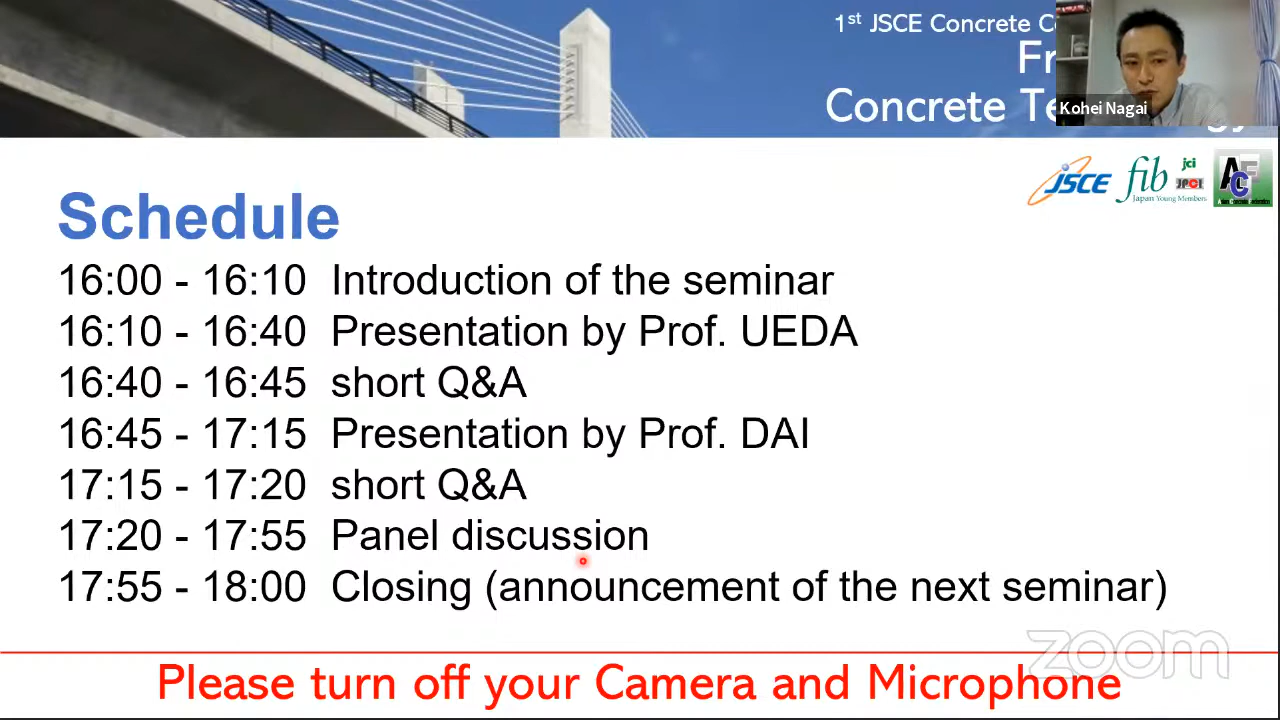 1st JSCE Concrete
Kohei Nagai
Concrete
JSCE
fib
Japan Young Members
jci
JPCI
Schedule
16:00 - 16:10 Introduction of the seminar
16:10 - 16:40 Presentation by Prof. UEDA
16:40 - 16:45 short Q&A
16:45 - 17:15 Presentation by Prof. DAI
17:15 - 17:20 short Q&A
17:20 - 17:55 Panel discussion
17:55 - 18:00 Closing (announcement of the next seminar)
zoom
Please turn off your Camera and Microphone